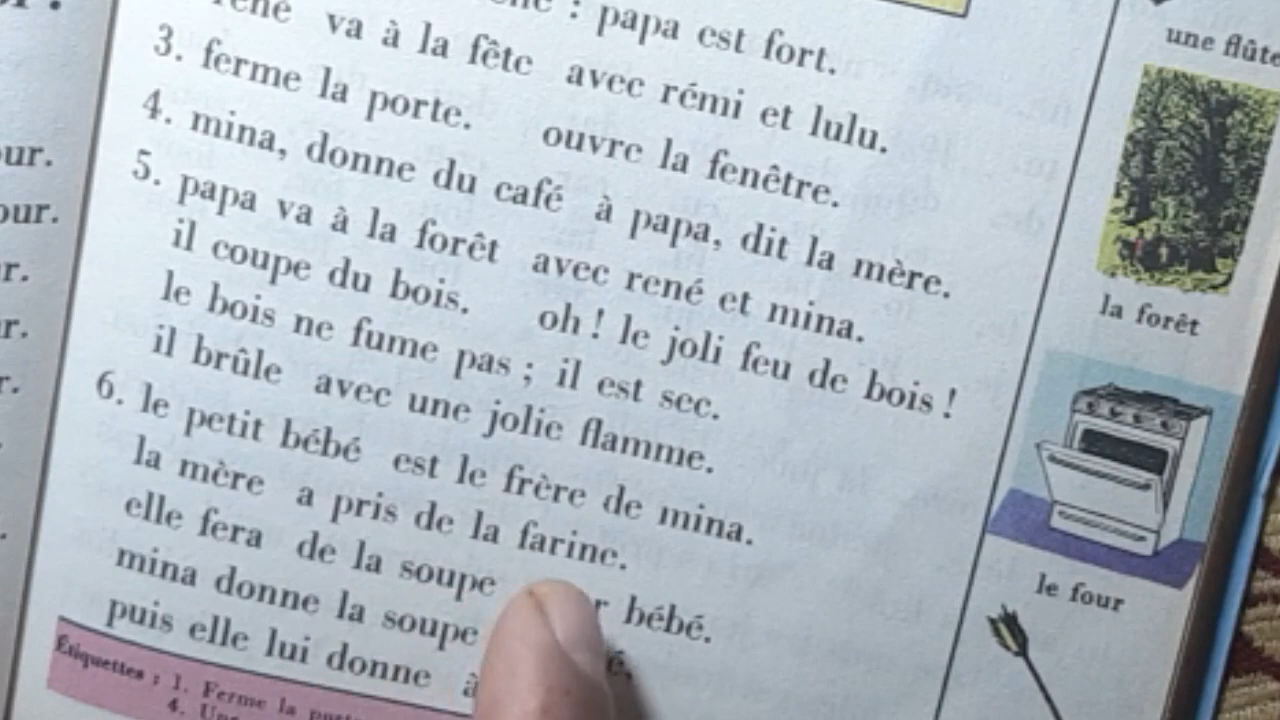 : papa est fort.
rené va à la fête avec rémi et lulu.
3. ferme la porte. ouvre la fenêtre.
4. mina, donne du café à papa, dit la mère.
5. papa va à la forêt avec rené et mina.
il coupe du bois. oh ! le joli feu de bois !
le bois ne fume pas ; il est sec.
il brûle avec une jolie flamme.
6. le petit bébé est le frère de mina.
la mère a pris de la farine.
elle fera de la soupe bébé.
mina donne la soupe
puis elle lui donne à
Étiquettes : 1. Ferme la
4.
our.
our.
r.
r.
r.
une flûte
la forêt
le four